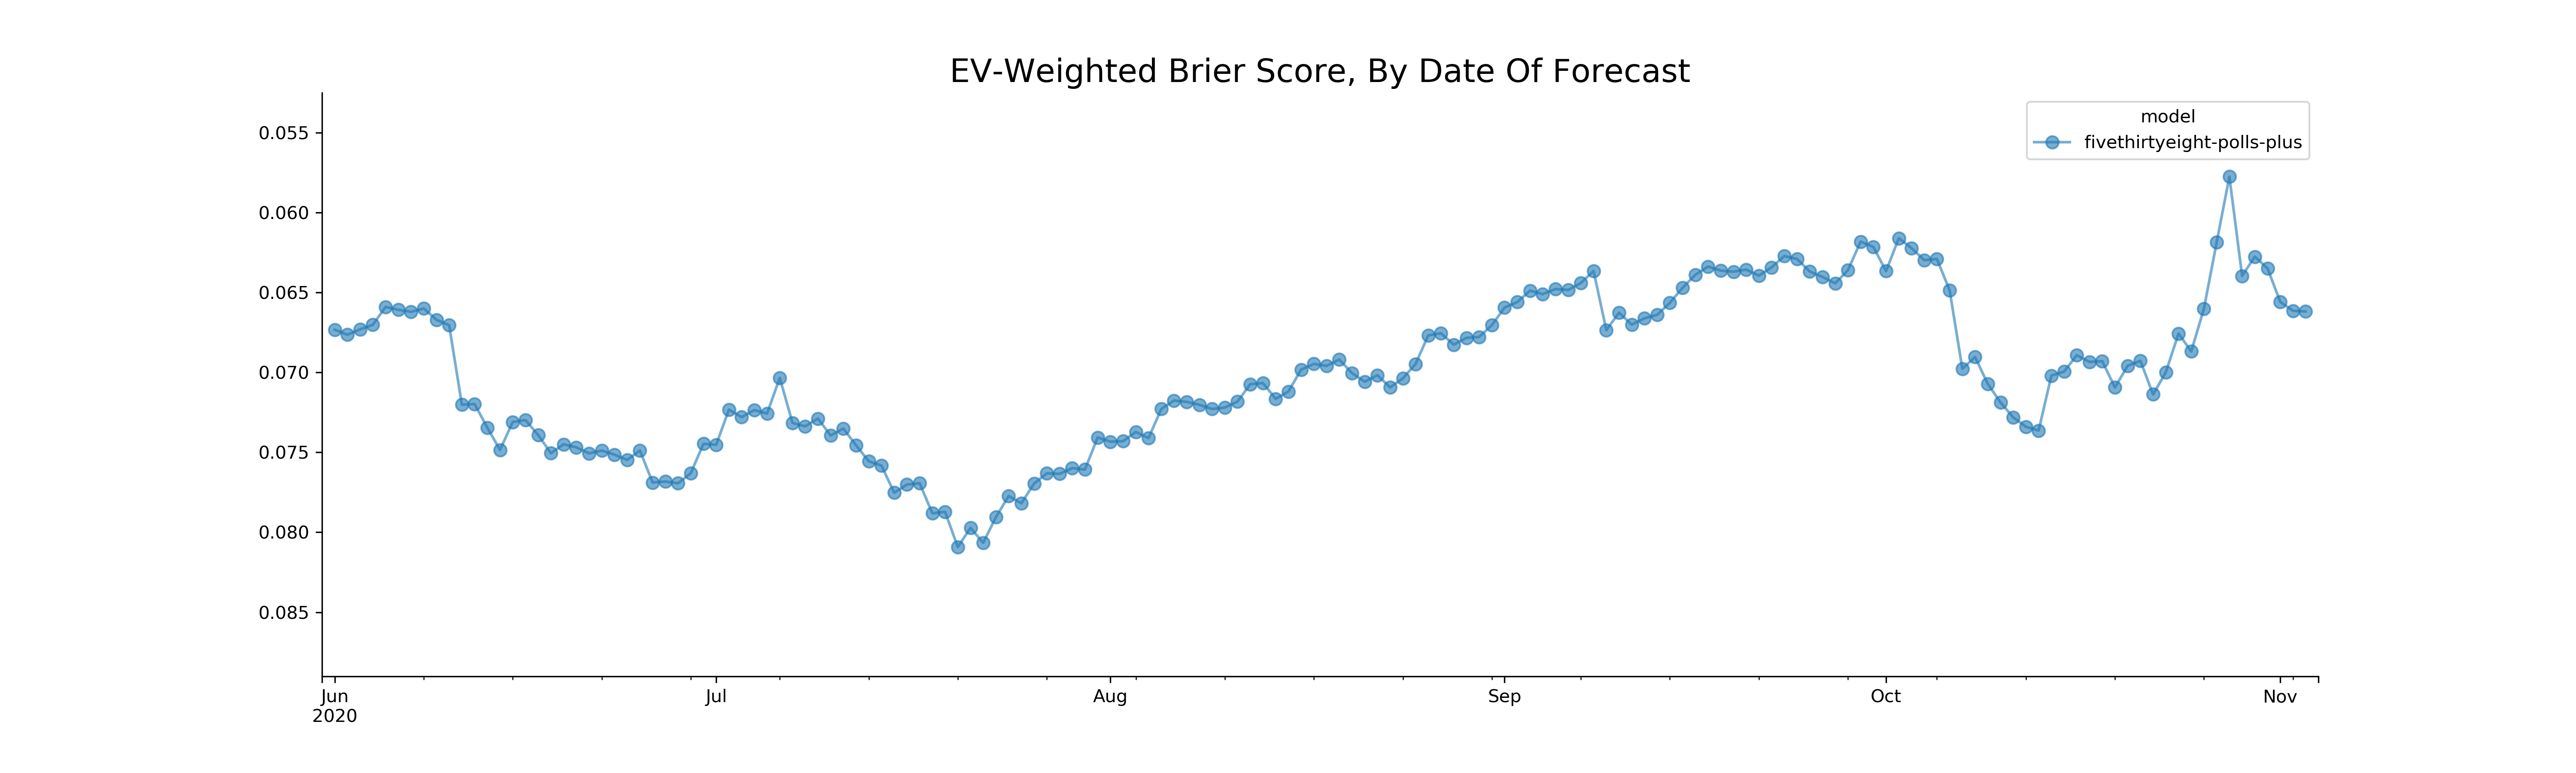 EV-Weighted Brier Score, By Date Of Forecast
model
fivethirtyeight-polls-plus
0.055
0.060
0.065
0.070
0.075
0.080
0.085
Jun Jul Aug Sep Oct Nov
2020